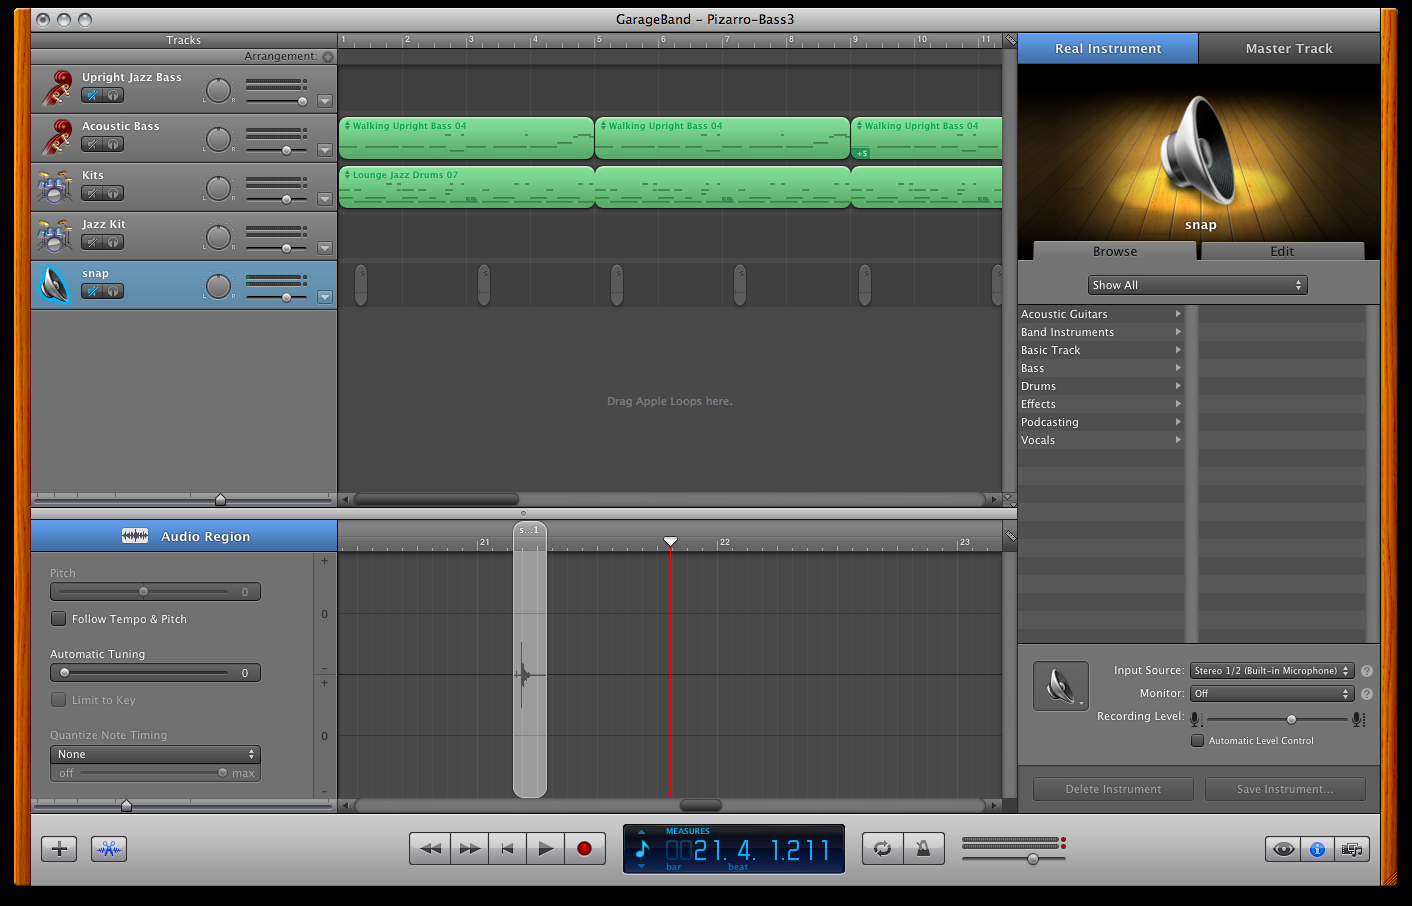 GarageBand – Pizarro-Bass3
Tracks
1 2 3 4 5 6 7 8 9 10 11
Arrangement:
Real Instrument
Master Track
Upright Jazz Bass
L R
Acoustic Bass
L R
Walking Upright Bass 04
Walking Upright Bass 04
Walking Upright Bass 04
+5
Kits
L R
Lounge Jazz Drums 07
Jazz Kit
L R
snap
L R
s s s s s s
Drag Apple Loops here.
snap
Browse
Edit
Show All
Acoustic Guitars
Band Instruments
Basic Track
Bass
Drums
Effects
Podcasting
Vocals
Audio Region
s...1
21 22 23
Pitch
0
Follow Tempo & Pitch
Automatic Tuning
0
Limit to Key
Quantize Note Timing
None
off max
+
0
–
+
0
–
Input Source: Stereo 1/2 (Built-in Microphone) ?
Monitor: Off ?
Recording Level:
Automatic Level Control
Delete Instrument
Save Instrument...
MEASURES
0021. 4. 1.211
bar beat